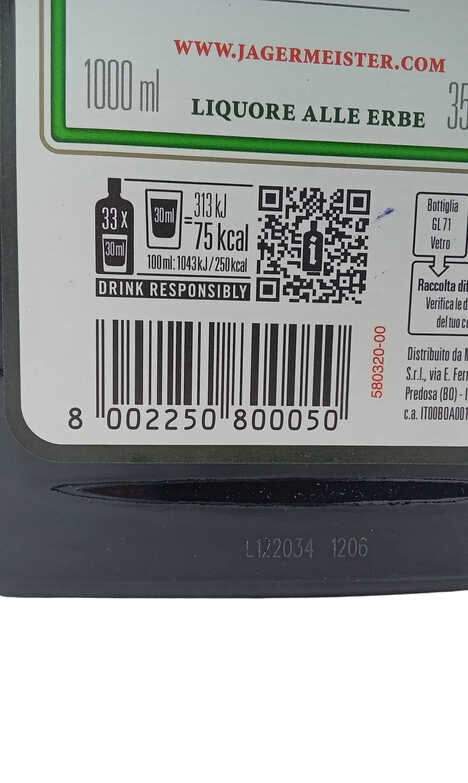 WWW.JAGERMEISTER.COM
1000 ml
LIQUORE ALLE ERBE
35
33 x
30ml
30ml
=
313 kJ
75 kcal
100ml: 1043 kJ / 250 kcal
DRINK RESPONSIBLY
Bottiglia
GL 71
Vetro
Raccolta di
Verifica le d
del tuo c
580320-00
Distribuito da
S.r.l., via E. Fer
Predosa (BO) - I
c.a. IT00BOA001
8 002250 800050
L122034 1206